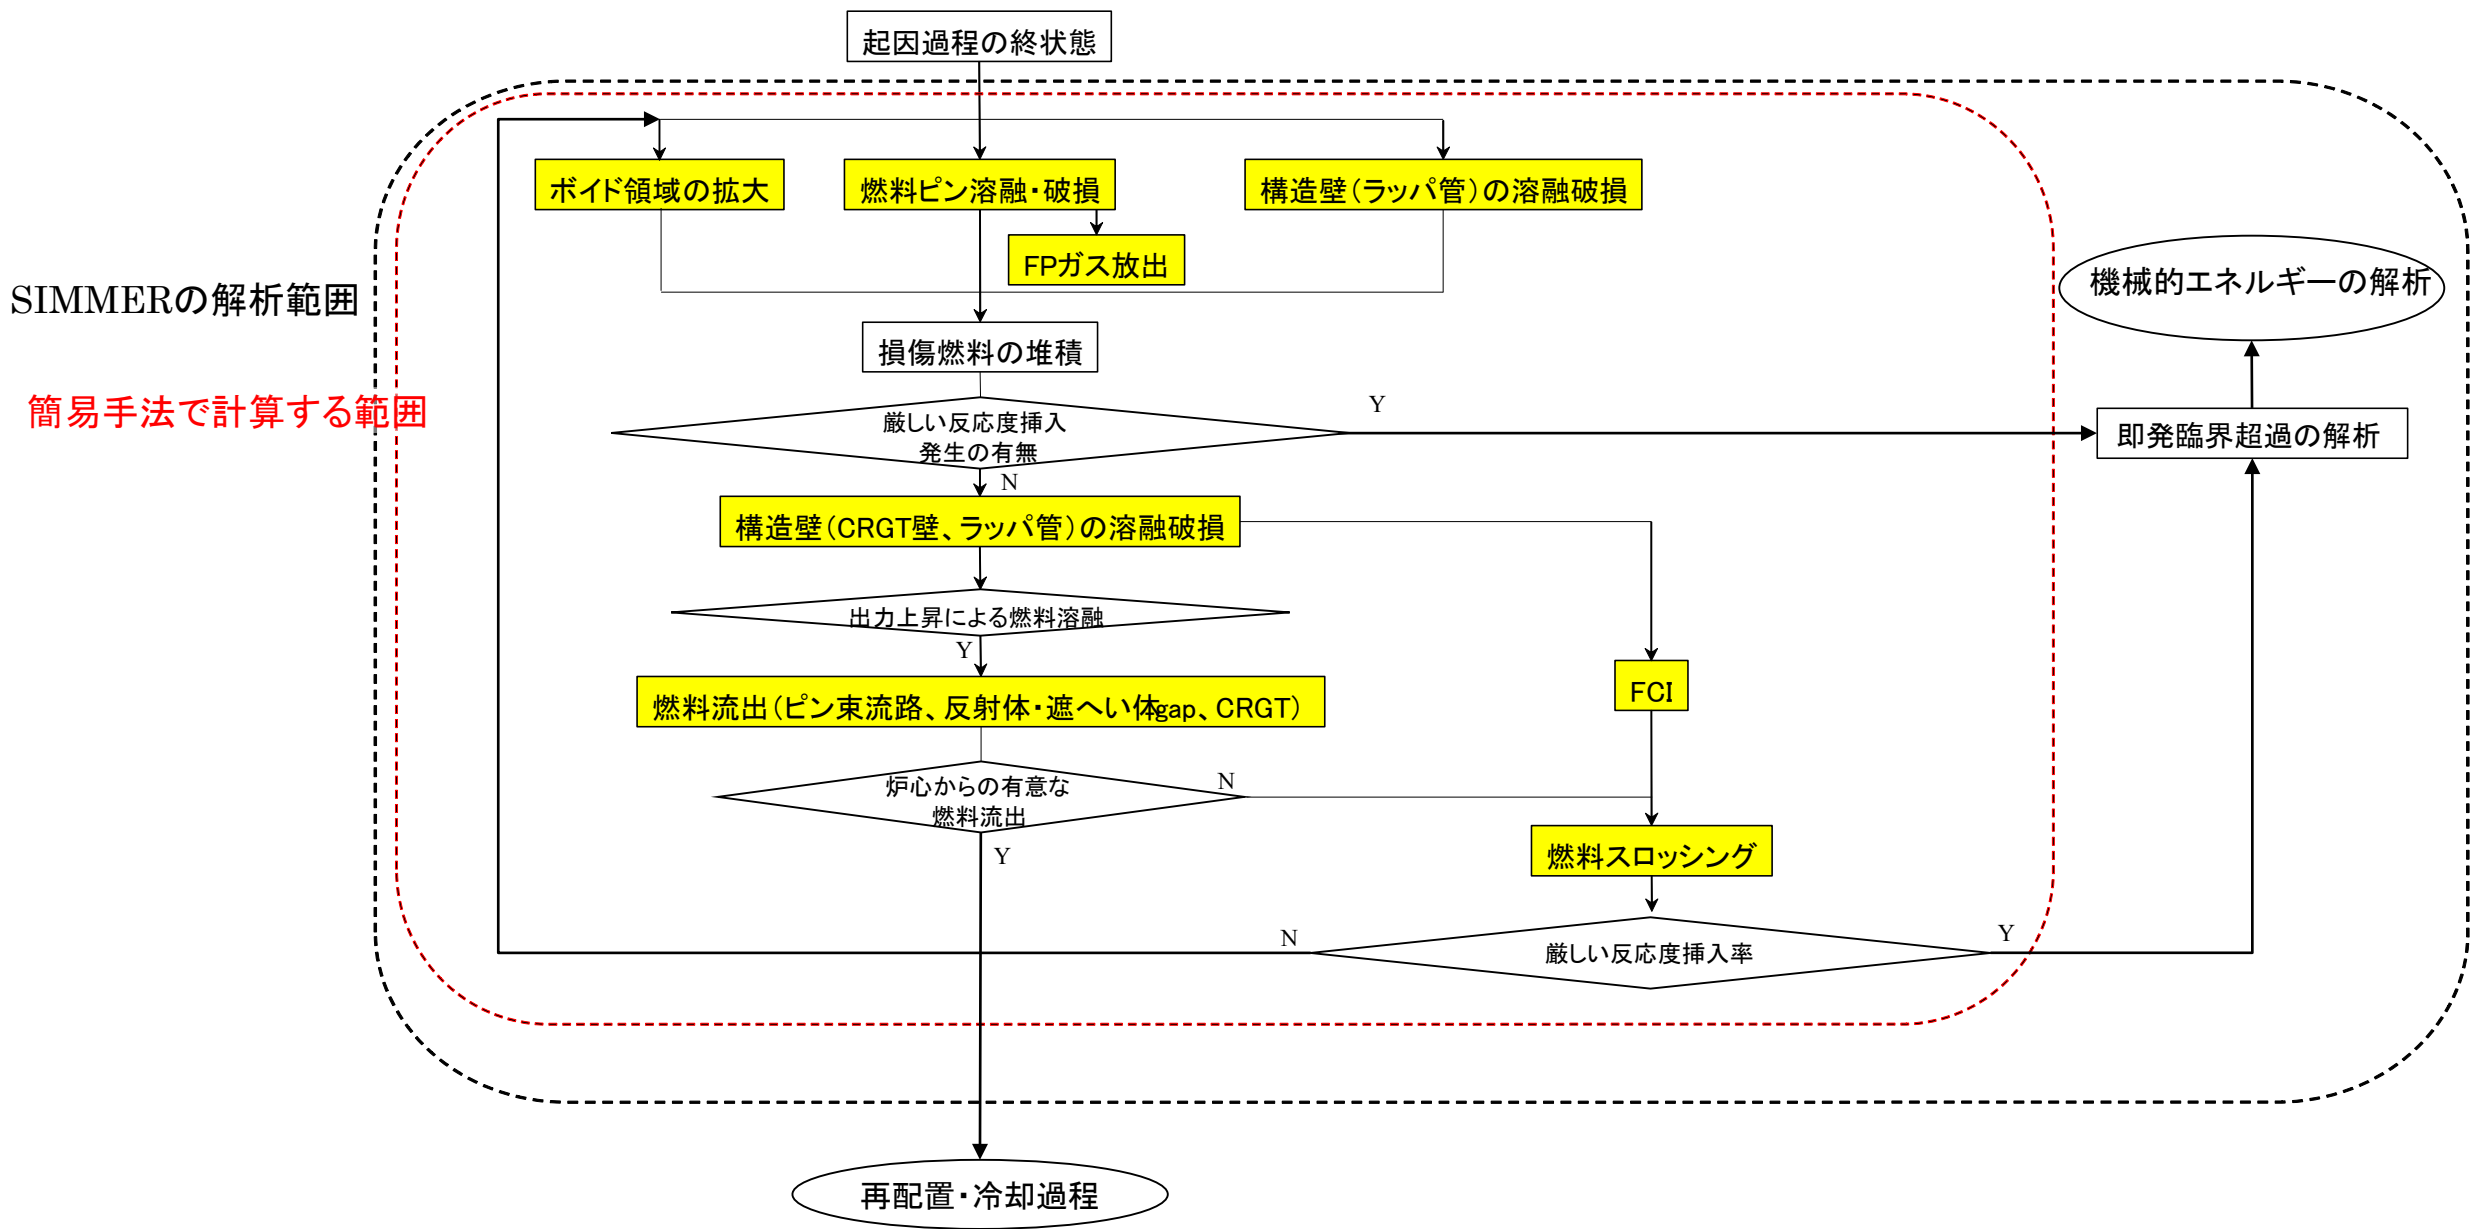 起因過程の終状態
ボイド領域の拡大
燃料ピン溶融・破損
構造壁（ラッパ管）の溶融破損
FPガス放出
SIMMERの解析範囲
機械的エネルギーの解析
損傷燃料の堆積
簡易手法で計算する範囲
厳しい反応度挿入
発生の有無
Y
即発臨界超過の解析
N
構造壁（CRGT壁、ラッパ管）の溶融破損
出力上昇による燃料溶融
Y
燃料流出（ピン束流路、反射体・遮へい体gap、CRGT）
FCI
炉心からの有意な
燃料流出
N
Y
燃料スロッシング
N
厳しい反応度挿入率
Y
再配置・冷却過程